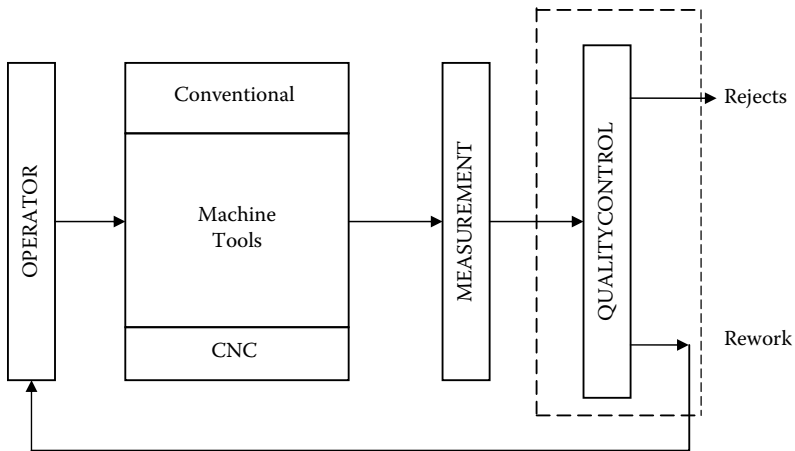 OPERATOR
Conventional
Machine
Tools
CNC
MEASUREMENT
QUALITYCONTROL
Rejects
Rework